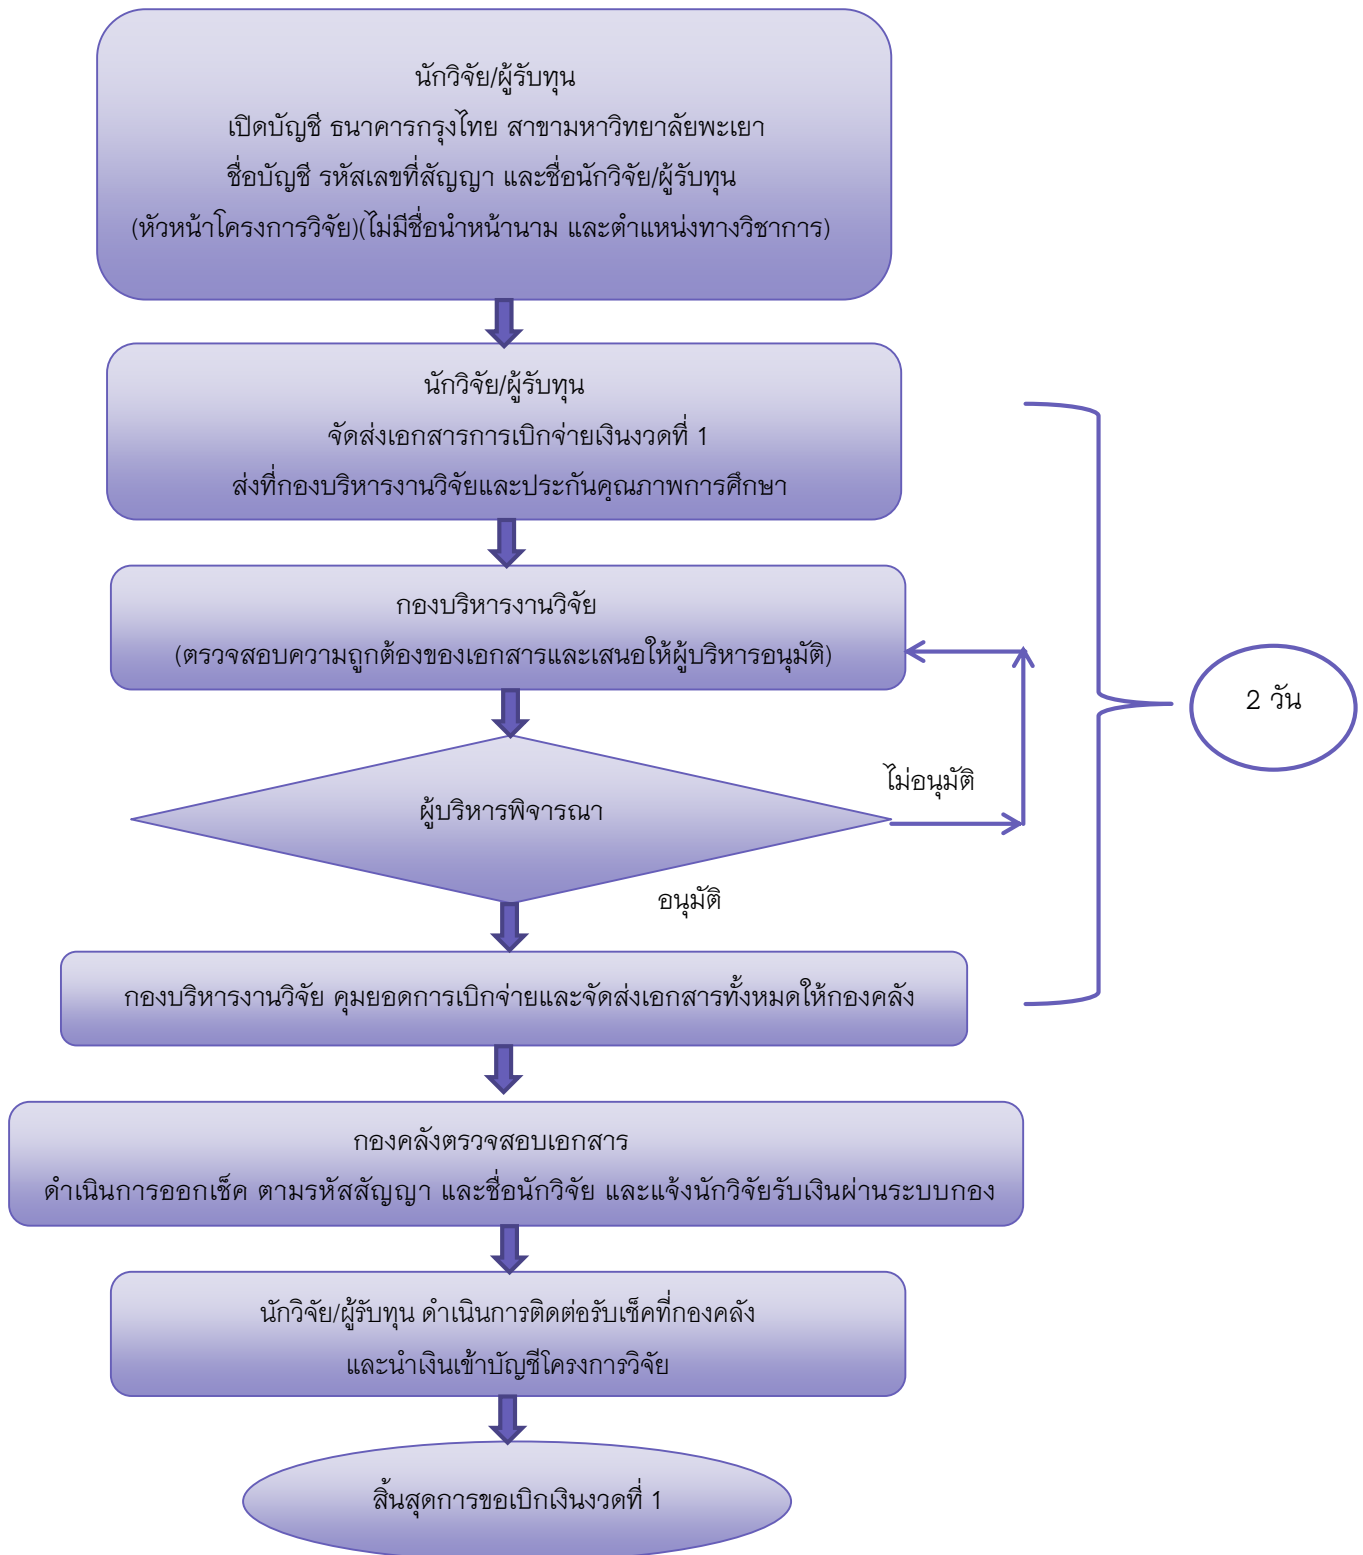 นักวิจัย/ผู้รับทุน
เปิดบัญชี ธนาคารกรุงไทย สาขามหาวิทยาลัยพะเยา
ชื่อบัญชี รหัสเลขที่สัญญา และชื่อนักวิจัย/ผู้รับทุน
(หัวหน้าโครงการวิจัย)(ไม่มีชื่อนำหน้านาม และตำแหน่งทางวิชาการ)
นักวิจัย/ผู้รับทุน
จัดส่งเอกสารการเบิกจ่ายเงินงวดที่ 1
ส่งที่กองบริหารงานวิจัยและประกันคุณภาพการศึกษา
กองบริหารงานวิจัย
(ตรวจสอบความถูกต้องของเอกสารและเสนอให้ผู้บริหารอนุมัติ)
2 วัน
ไม่อนุมัติ
ผู้บริหารพิจารณา
อนุมัติ
กองบริหารงานวิจัย คุมยอดการเบิกจ่ายและจัดส่งเอกสารทั้งหมดให้กองคลัง
กองคลังตรวจสอบเอกสาร
ดำเนินการออกเช็ค ตามรหัสสัญญา และชื่อนักวิจัย และแจ้งนักวิจัยรับเงินผ่านระบบกอง
นักวิจัย/ผู้รับทุน ดำเนินการติดต่อรับเช็คที่กองคลัง
และนำเงินเข้าบัญชีโครงการวิจัย
สิ้นสุดการขอเบิกเงินงวดที่ 1